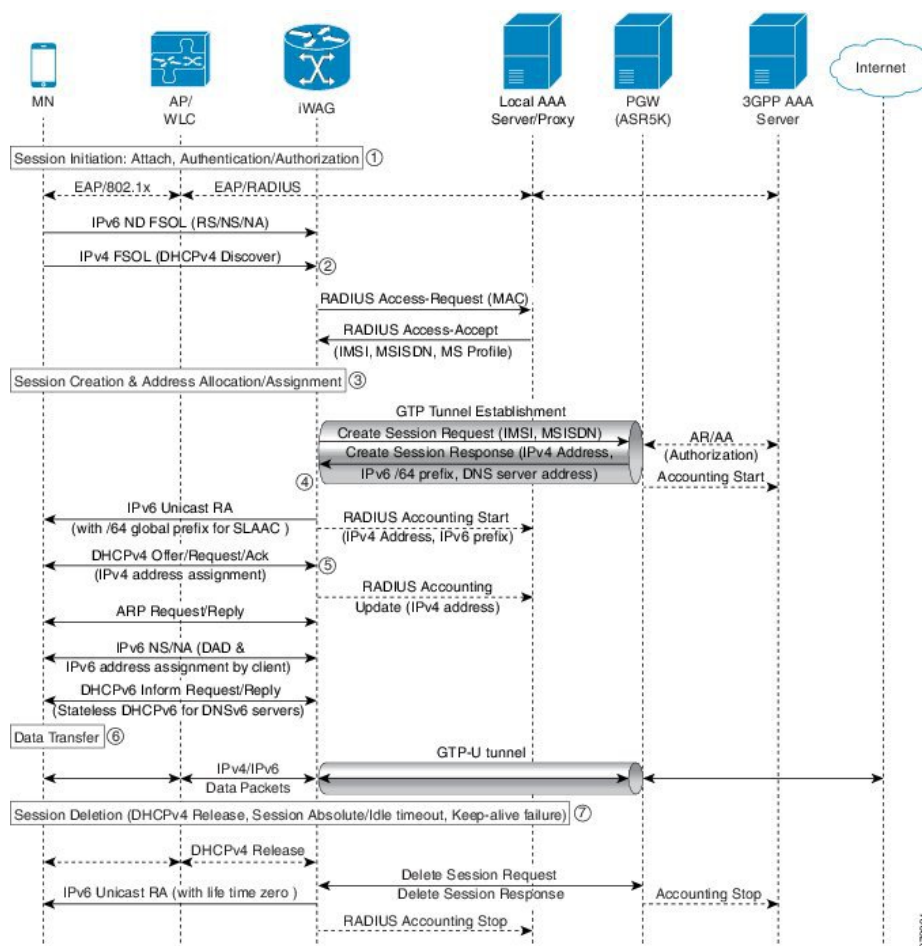 MN
AP/
WLC
iWAG
Local AAA
Server/Proxy
PGW
(ASR5K)
3GPP AAA
Server
Internet
Session Initiation: Attach, Authentication/Authorization ①
EAP/802.1x
EAP/RADIUS
IPv6 ND FSOL (RS/NS/NA)
IPv4 FSOL (DHCPv4 Discover)
②
RADIUS Access-Request (MAC)
RADIUS Access-Accept
(IMSI, MSISDN, MS Profile)
Session Creation & Address Allocation/Assignment ③
GTP Tunnel Establishment
Create Session Request (IMSI, MSISDN)
Create Session Response (IPv4 Address,
IPv6 /64 prefix, DNS server address)
AR/AA
(Authorization)
④
Accounting Start
IPv6 Unicast RA
(with /64 global prefix for SLAAC )
RADIUS Accounting Start
(IPv4 Address, IPv6 prefix)
DHCPv4 Offer/Request/Ack
(IPv4 address assignment)
⑤
RADIUS Accounting
Update (IPv4 address)
ARP Request/Reply
IPv6 NS/NA (DAD &
IPv6 address assignment by client)
DHCPv6 Inform Request/Reply
(Stateless DHCPv6 for DNSv6 servers)
Data Transfer ⑥
GTP-U tunnel
IPv4/IPv6
Data Packets
Session Deletion (DHCPv4 Release, Session Absolute/Idle timeout, Keep-alive failure) ⑦
DHCPv4 Release
Delete Session Request
IPv6 Unicast RA (with life time zero )
Delete Session Response
Accounting Stop
RADIUS Accounting Stop